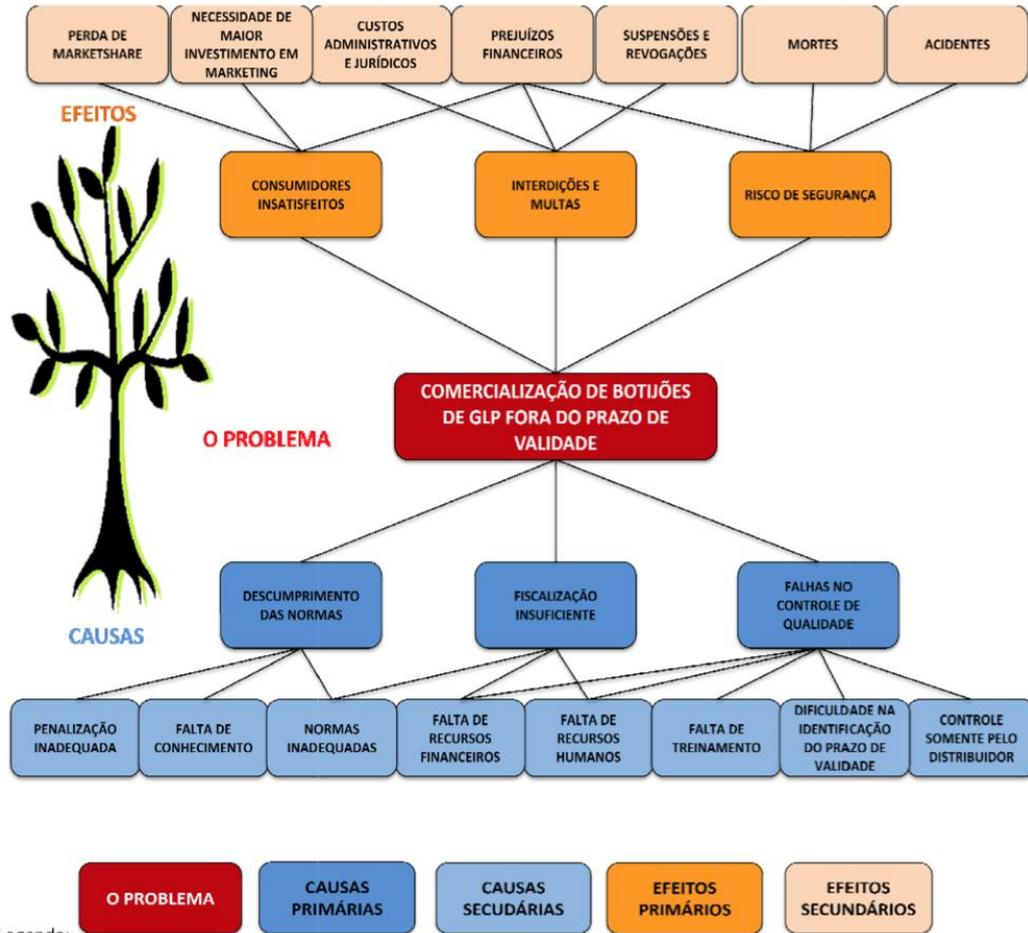 PERDA DE
MARKETSHARE
NECESSIDADE DE
MAIOR
INVESTIMENTO EM
MARKETING
CUSTOS
ADMINISTRATIVOS
E JURÍDICOS
PREJUÍZOS
FINANCEIROS
SUSPENSÕES E
REVOGAÇÕES
MORTES
ACIDENTES
EFEITOS
CONSUMIDORES
INSATISFEITOS
INTERDIÇÕES E
MULTAS
RISCO DE SEGURANÇA
O PROBLEMA
COMERCIALIZAÇÃO DE BOTIJÕES
DE GLP FORA DO PRAZO DE
VALIDADE
DESCUMPRIMENTO
DAS NORMAS
FISCALIZAÇÃO
INSUFICIENTE
FALHAS NO
CONTROLE DE
QUALIDADE
CAUSAS
PENALIZAÇÃO
INADEQUADA
FALTA DE
CONHECIMENTO
NORMAS
INADEQUADAS
FALTA DE
RECURSOS
FINANCEIROS
FALTA DE
RECURSOS
HUMANOS
FALTA DE
TREINAMENTO
DIFICULDADE NA
IDENTIFICAÇÃO
DO PRAZO DE
VALIDADE
CONTROLE
SOMENTE PELO
DISTRIBUIDOR
O PROBLEMA
CAUSAS
PRIMÁRIAS
CAUSAS
SECUDÁRIAS
EFEITOS
PRIMÁRIOS
EFEITOS
SECUNDÁRIOS